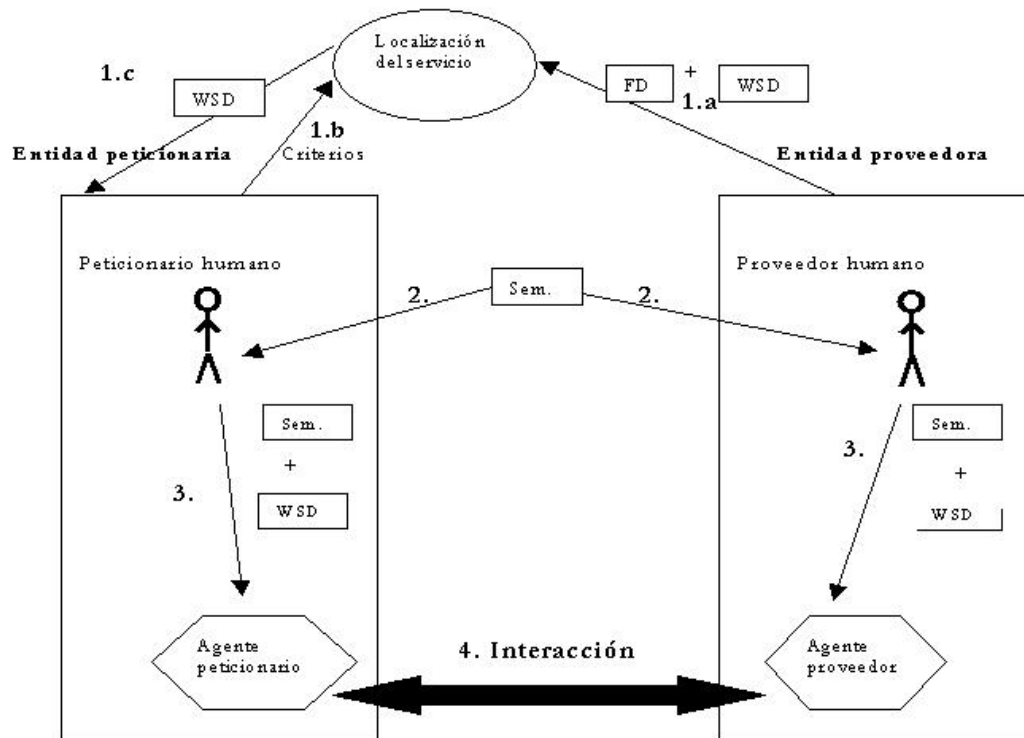 Localización
del servicio
1.c
WSD
FD
+
WSD
1.a
1.b
Criterios
Entidad peticionaria
Entidad proveedora
Peticionario humano
Proveedor humano
2.
Sem.
2.
Sem.
+
WSD
3.
Sem.
+
WSD
3.
Agente
peticionario
4. Interacción
Agente
proveedor